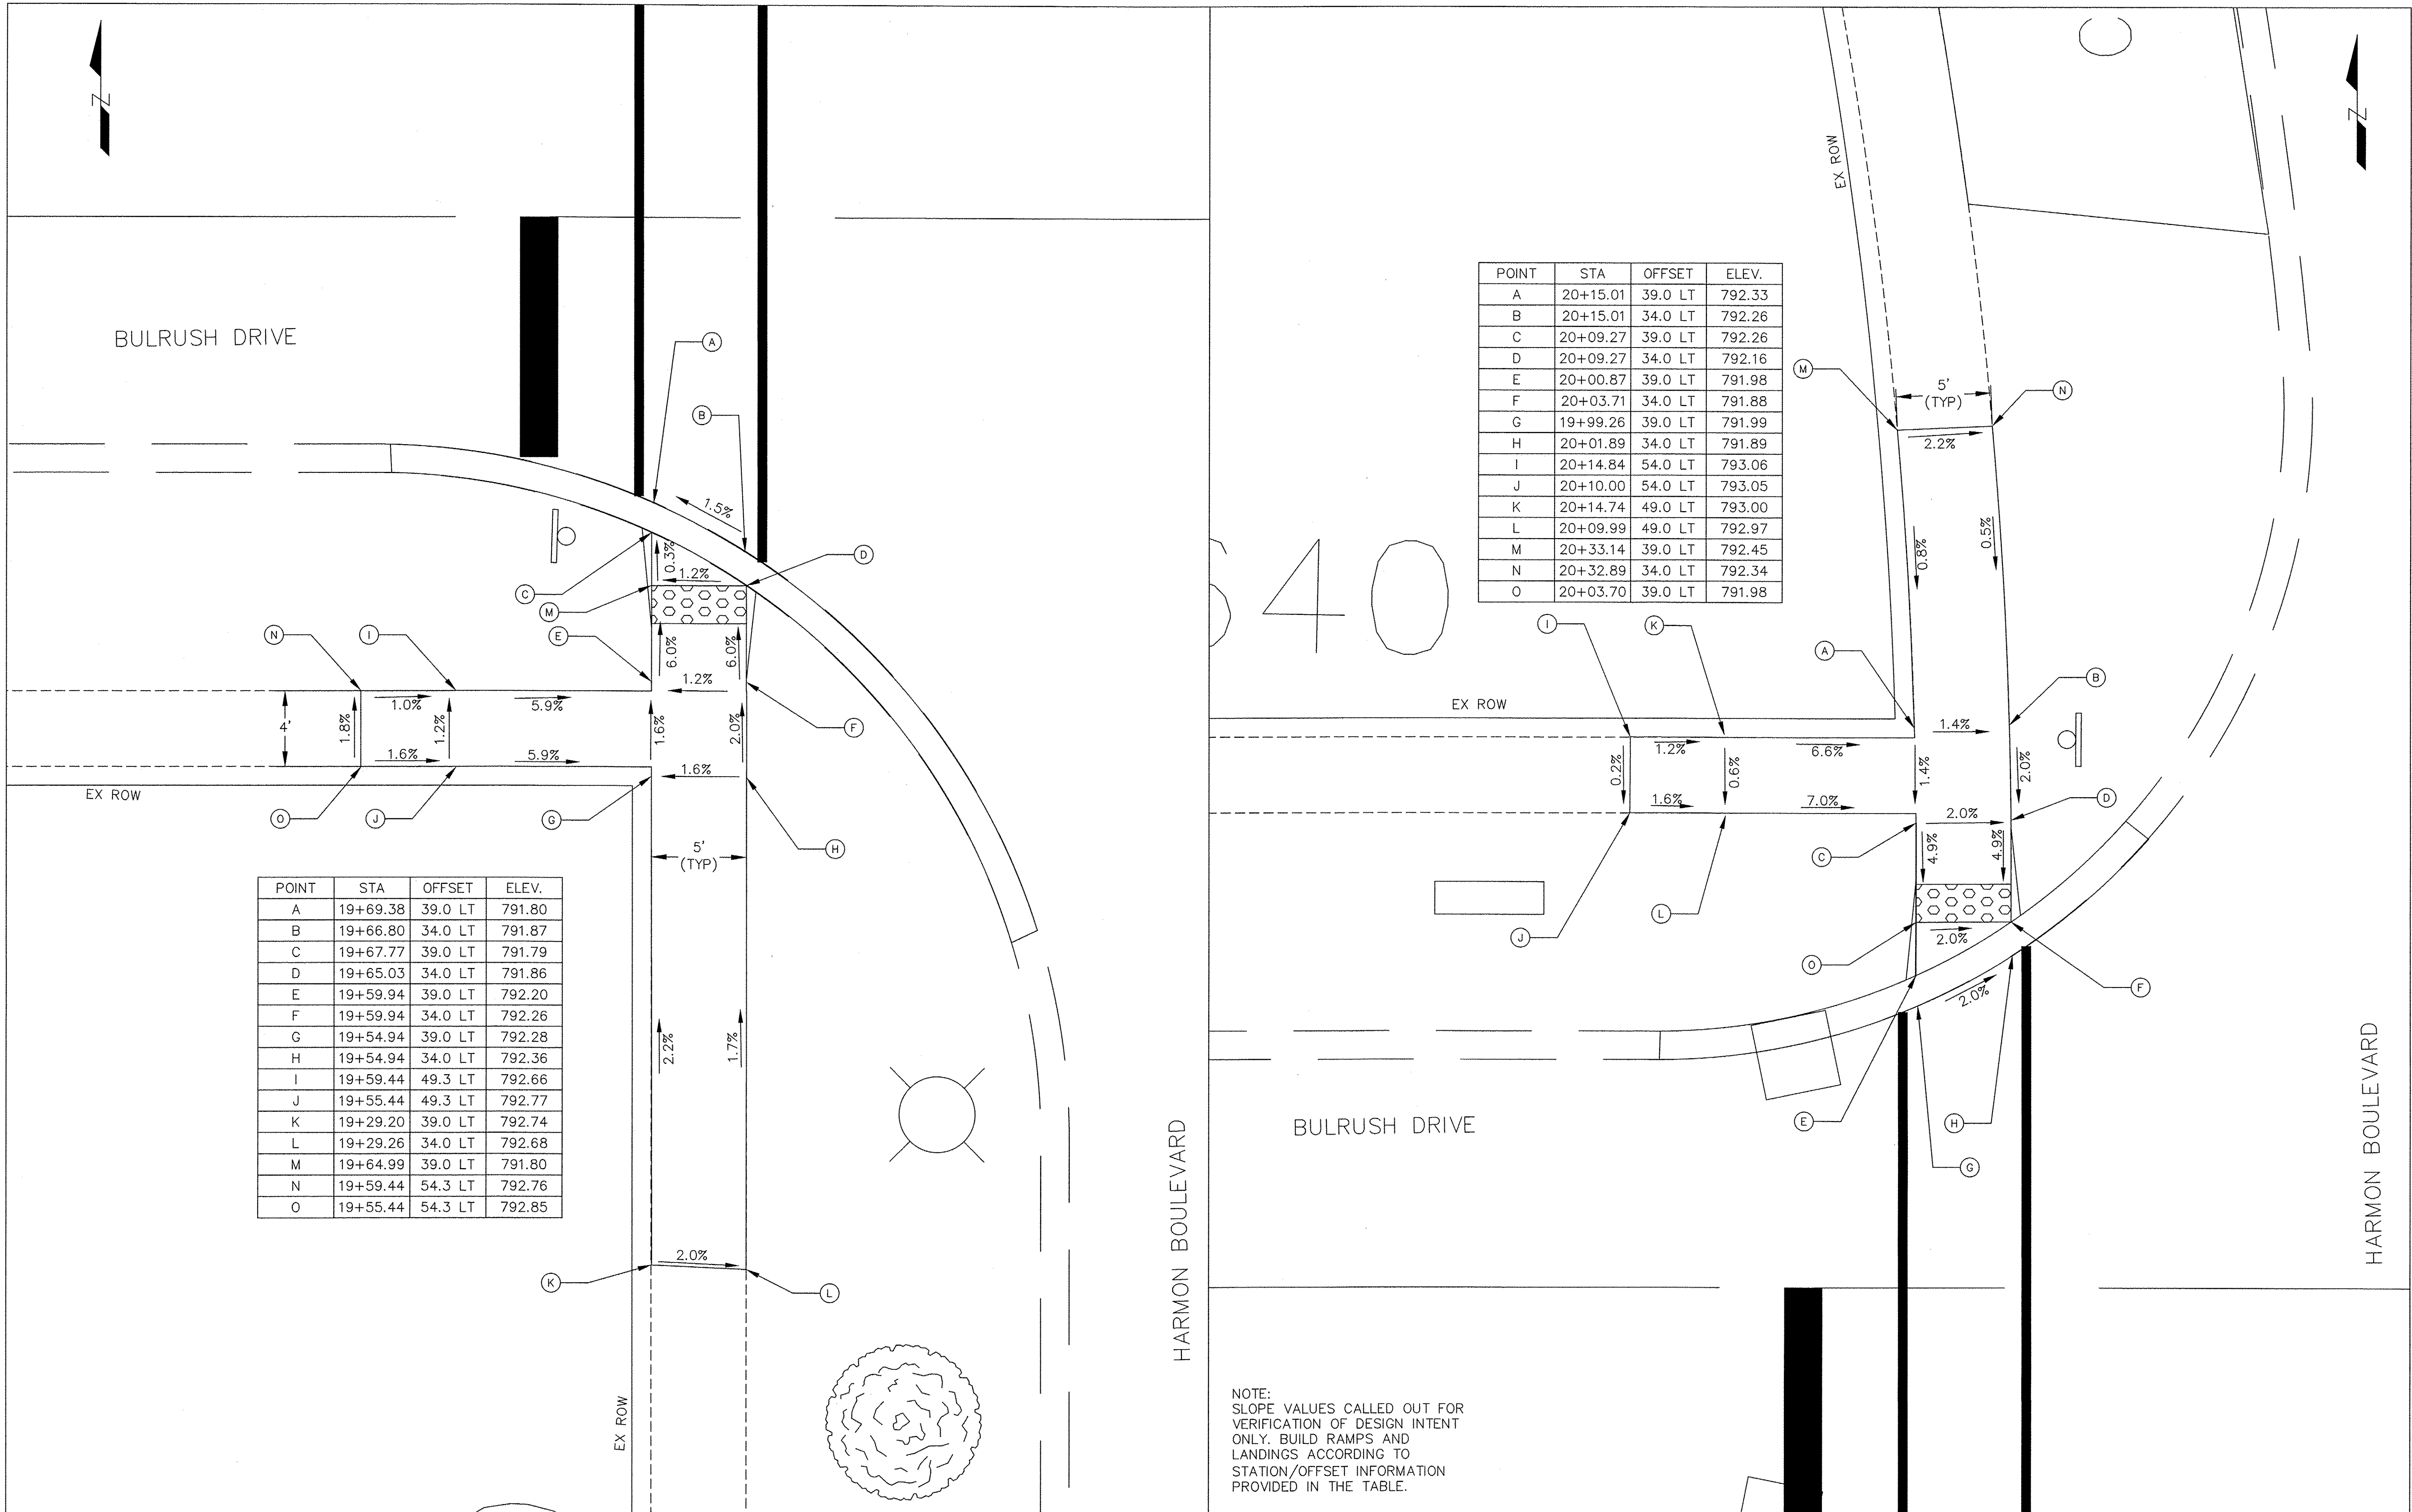 N
BULRUSH DRIVE
A
B
1.5%
C
D
0.3%
1.2%
M
N
I
E
6.0%
6.0%
1.2%
1.0%
5.9%
4'
1.8%
1.2%
1.6%
2.0%
F
1.6%
5.9%
1.6%
EX ROW
O
J
G
H
5'
(TYP)
POINT STA OFFSET ELEV.
A 19+69.38 39.0 LT 791.80
B 19+66.80 34.0 LT 791.87
C 19+67.77 39.0 LT 791.79
D 19+65.03 34.0 LT 791.86
E 19+59.94 39.0 LT 792.20
F 19+59.94 34.0 LT 792.26
G 19+54.94 39.0 LT 792.28
H 19+54.94 34.0 LT 792.36
I 19+59.44 49.3 LT 792.66
J 19+55.44 49.3 LT 792.77
K 19+29.20 39.0 LT 792.74
L 19+29.26 34.0 LT 792.68
M 19+64.99 39.0 LT 791.80
N 19+59.44 54.3 LT 792.76
O 19+55.44 54.3 LT 792.85
2.2%
1.7%
2.0%
K
L
EX ROW
HARMON BOULEVARD
N
EX ROW
POINT STA OFFSET ELEV.
A 20+15.01 39.0 LT 792.33
B 20+15.01 34.0 LT 792.26
C 20+09.27 39.0 LT 792.26
D 20+09.27 34.0 LT 792.16
E 20+00.87 39.0 LT 791.98
F 20+03.71 34.0 LT 791.88
G 19+99.26 39.0 LT 791.99
H 20+01.89 34.0 LT 791.89
I 20+14.84 54.0 LT 793.06
J 20+10.00 54.0 LT 793.05
K 20+14.74 49.0 LT 793.00
L 20+09.99 49.0 LT 792.97
M 20+33.14 39.0 LT 792.45
N 20+32.89 34.0 LT 792.34
O 20+03.70 39.0 LT 791.98
M
5'
(TYP)
N
2.2%
0.8%
0.5%
640
I
K
A
B
EX ROW
1.4%
1.2%
6.6%
0.2%
0.6%
1.4%
2.0%
1.6%
7.0%
2.0%
D
C
4.9%
4.9%
L
J
2.0%
O
F
2.0%
E
H
G
BULRUSH DRIVE
HARMON BOULEVARD
NOTE:
SLOPE VALUES CALLED OUT FOR
VERIFICATION OF DESIGN INTENT
ONLY. BUILD RAMPS AND
LANDINGS ACCORDING TO
STATION/OFFSET INFORMATION
PROVIDED IN THE TABLE.